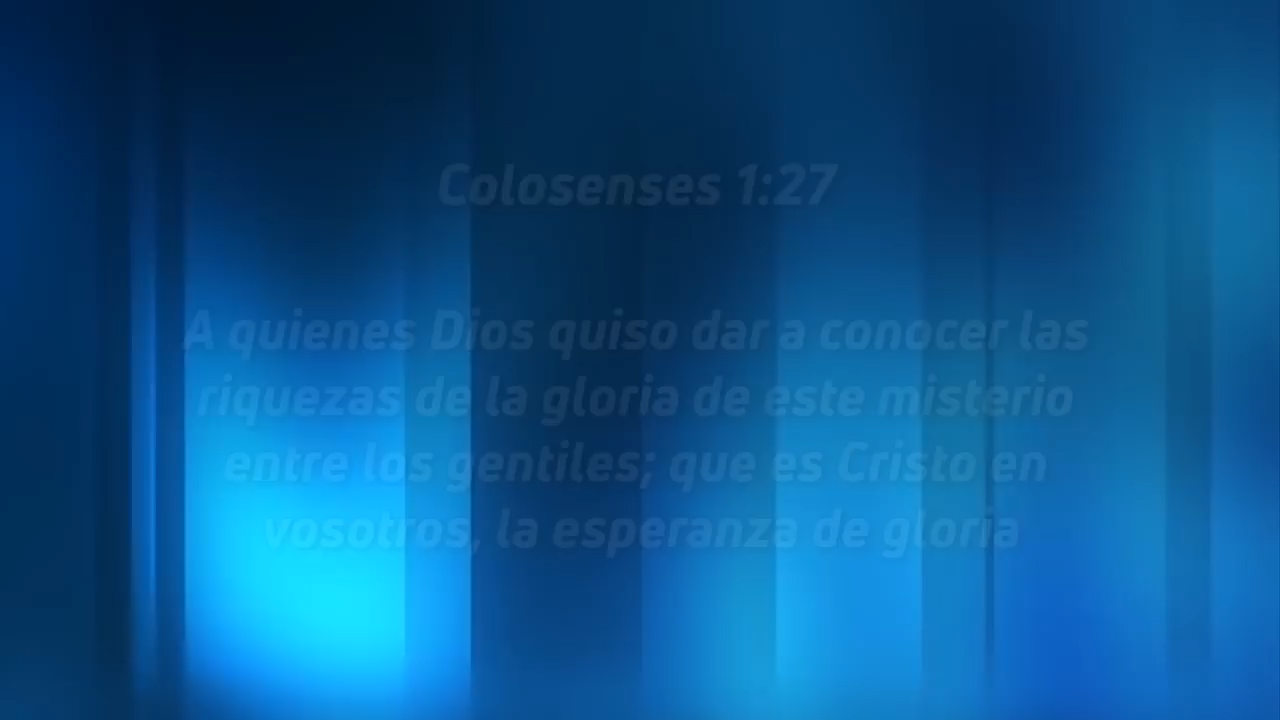 Colosenses 1:27
A quienes Dios quiso dar a conocer las
riquezas de la gloria de este misterio
entre los gentiles; que es Cristo en
vosotros, la esperanza de gloria